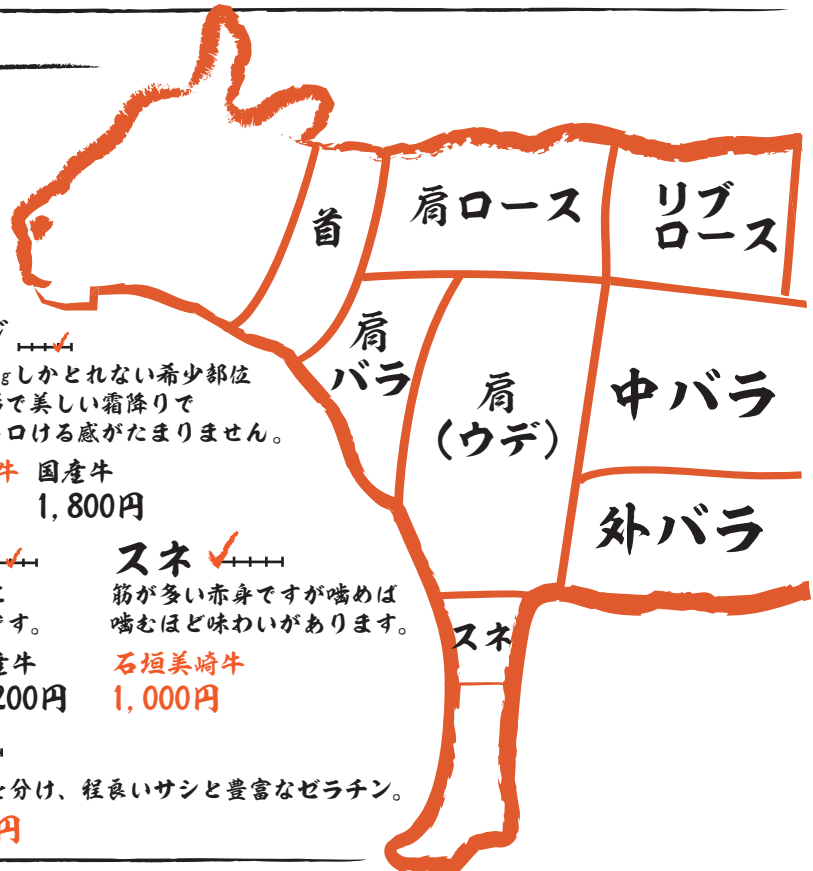 首
肩ロース
リブ
ロース
肩
バラ
肩
(ウデ)
中バラ
外バラ
スネ
gしかとれない希少部位
で美しい霜降りで
ロける感がたまりません。
牛 国産牛
1,800円
スネ
筋が多い赤身ですが噛めば
噛むほど味わいがあります。
石垣美崎牛
1,000円
です。
産牛
200円
を分け、程良いサシと豊富なゼラチン。
円